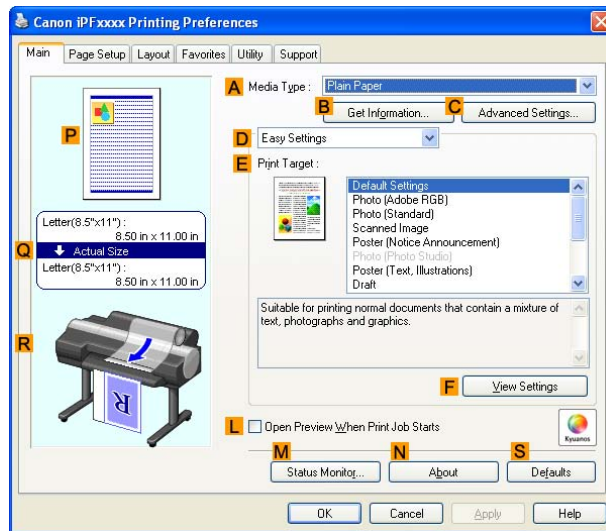 Canon iPFxxxx Printing Preferences
Main Page Setup Layout Favorites Utility Support
A Media Type : Plain Paper
B Get Information... C Advanced Settings...
D Easy Settings
E Print Target :
P
Default Settings
Photo (Adobe RGB)
Photo (Standard)
Scanned Image
Poster (Notice Announcement)
Photo (Photo Studio)
Poster (Text, Illustrations)
Draft
Letter(8.5"x11") :
8.50 in x 11.00 in
Q Actual Size
Letter(8.5"x11") :
8.50 in x 11.00 in
Suitable for printing normal documents that contain a mixture of
text, photographs and graphics.
R
R
F View Settings
L Open Preview When Print Job Starts
Kyuanos
M Status Monitor... N About S Defaults
OK Cancel Apply Help